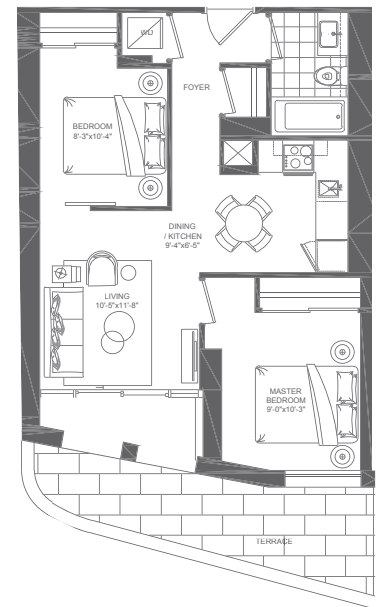 WD
FOYER
BEDROOM
8'-3"x10'-4"
DINING
/ KITCHEN
9'-4"x6'-5"
LIVING
10'-5"x11'-8"
MASTER
BEDROOM
9'-0"x10'-3"
TERRACE